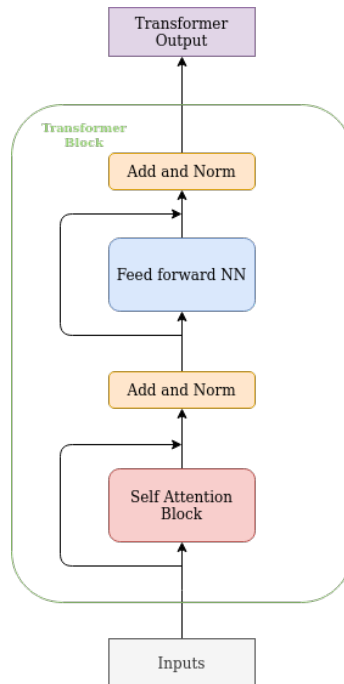 Transformer
Output
Transformer
Block
Add and Norm
Feed forward NN
Add and Norm
Self Attention
Block
Inputs